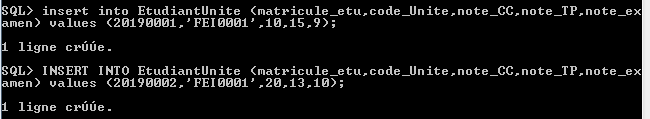 SQL> insert into EtudiantUnite (matricule_etu,code_Unite,note_CC,note_TP,note_ex
amen) values (20190001,'FEI0001',10,15,9);
1 ligne crÚÚe.
SQL> INSERT INTO EtudiantUnite (matricule_etu,code_Unite,note_CC,note_TP,note_ex
amen) values (20190002,'FEI0001',20,13,10);
1 ligne crÚÚe.